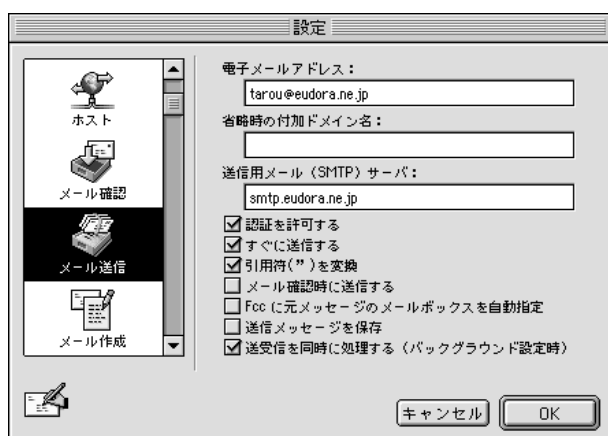 設定
ホスト
メール確認
メール送信
メール作成
電子メールアドレス：
tarou@eudora.ne.jp
省略時の付加ドメイン名：
送信用メール（SMTP）サーバ：
smtp.eudora.ne.jp
認証を許可する
すぐに送信する
引用符(")を変換
メール確認時に送信する
Fcc に元メッセージのメールボックスを自動指定
送信メッセージを保存
送受信を同時に処理する（バックグラウンド設定時）
キャンセル
OK